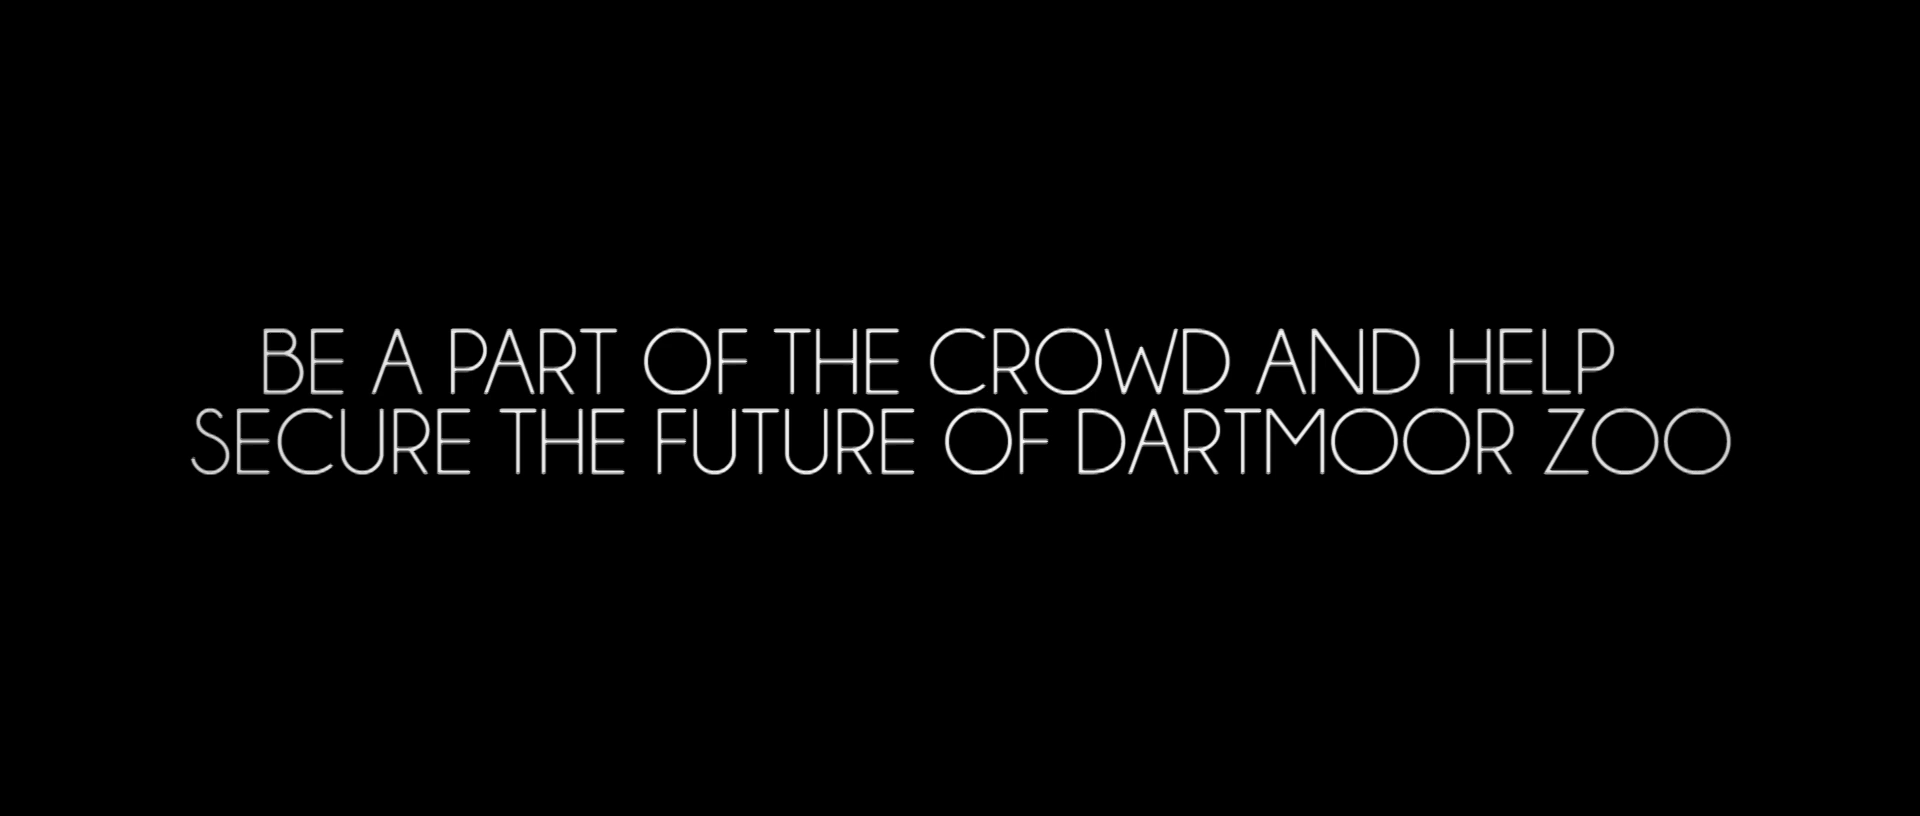 BE A PART OF THE CROWD AND HELP
SECURE THE FUTURE OF DARTMOOR ZOO